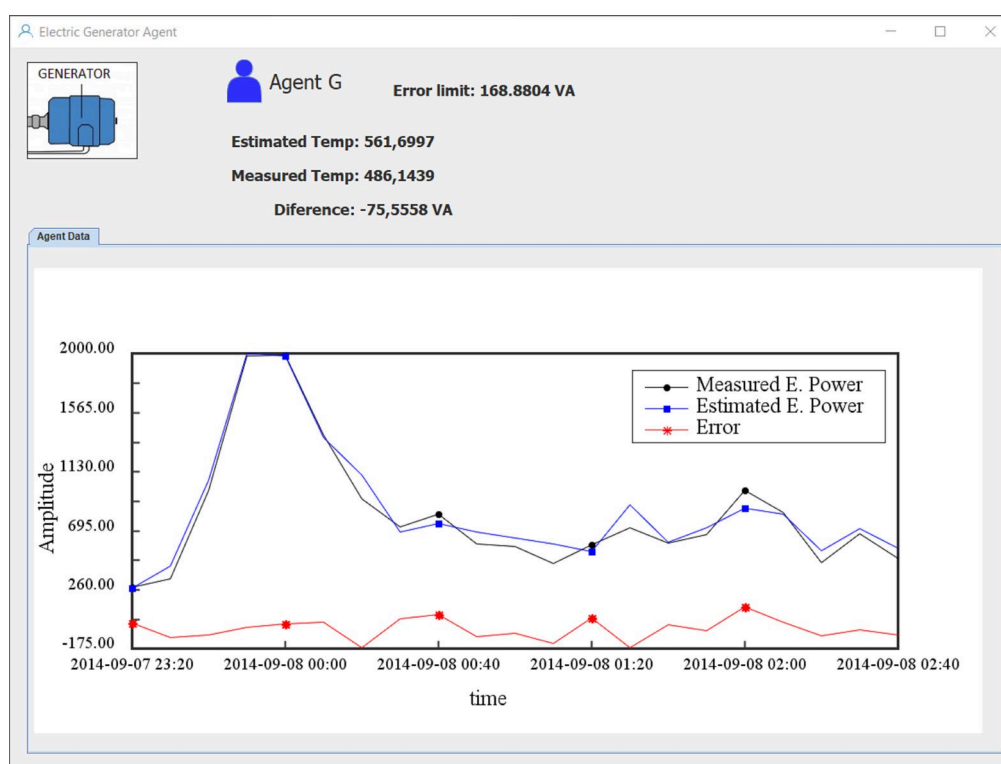 Electric Generator Agent
GENERATOR
Agent G
Error limit: 168.8804 VA
Estimated Temp: 561,6997
Measured Temp: 486,1439
Diference: -75,5558 VA
Agent Data
2000.00
1565.00
1130.00
695.00
260.00
-175.00
Amplitude
Measured E. Power
Estimated E. Power
Error
2014-09-07 23:20 2014-09-08 00:00 2014-09-08 00:40 2014-09-08 01:20 2014-09-08 02:00 2014-09-08 02:40
time